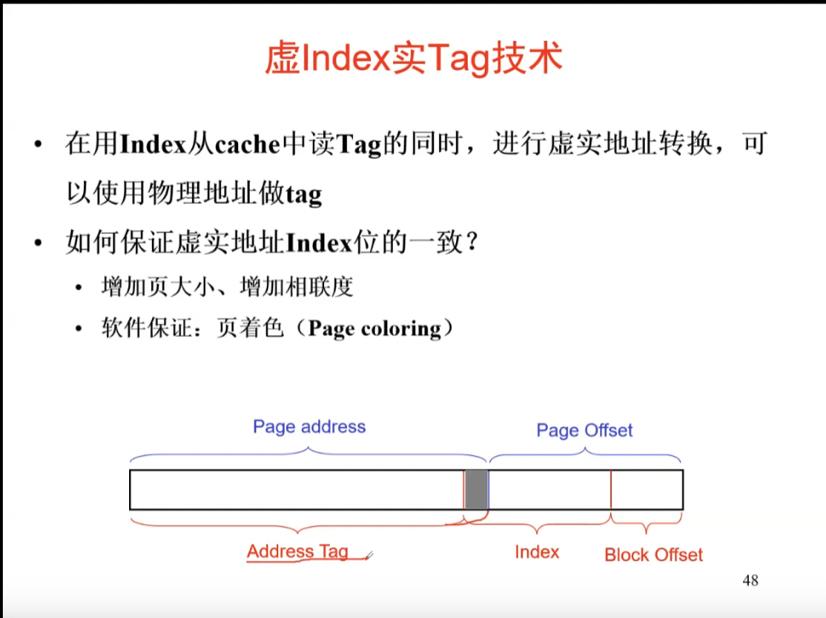 虚Index实Tag技术
• 在用Index从cache中读Tag的同时，进行虚实地址转换，可
以使用物理地址做tag
• 如何保证虚实地址Index位的一致？
• 增加页大小、增加相联度
• 软件保证：页着色（Page coloring）
Page address
Page Offset
Address Tag
Index
Block Offset
48